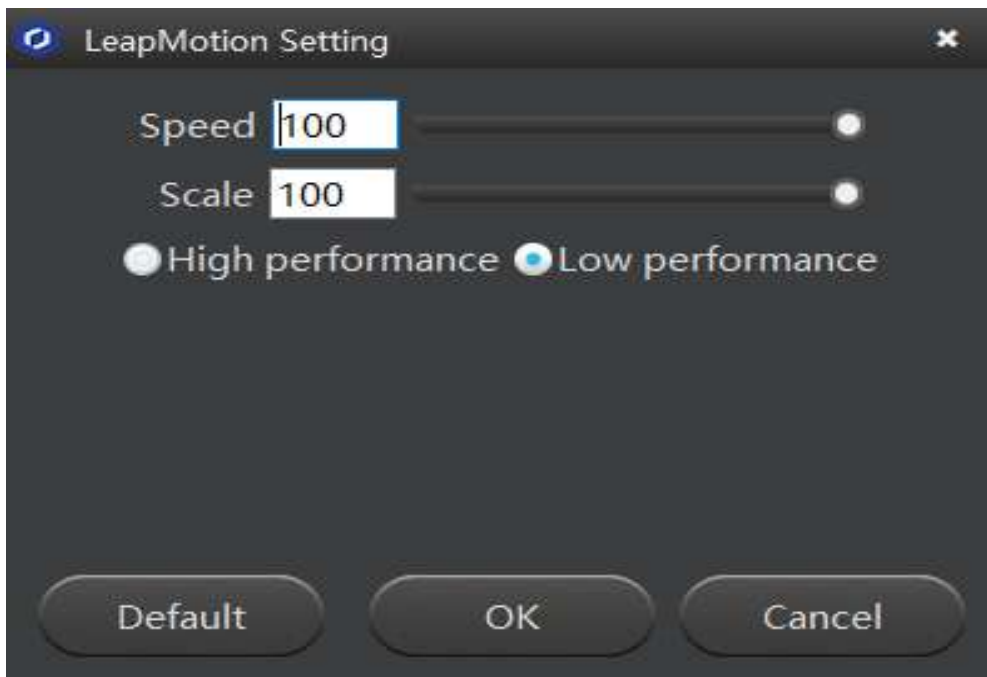 LeapMotion Setting
Speed 100
Scale 100
High performance Low performance
Default OK Cancel